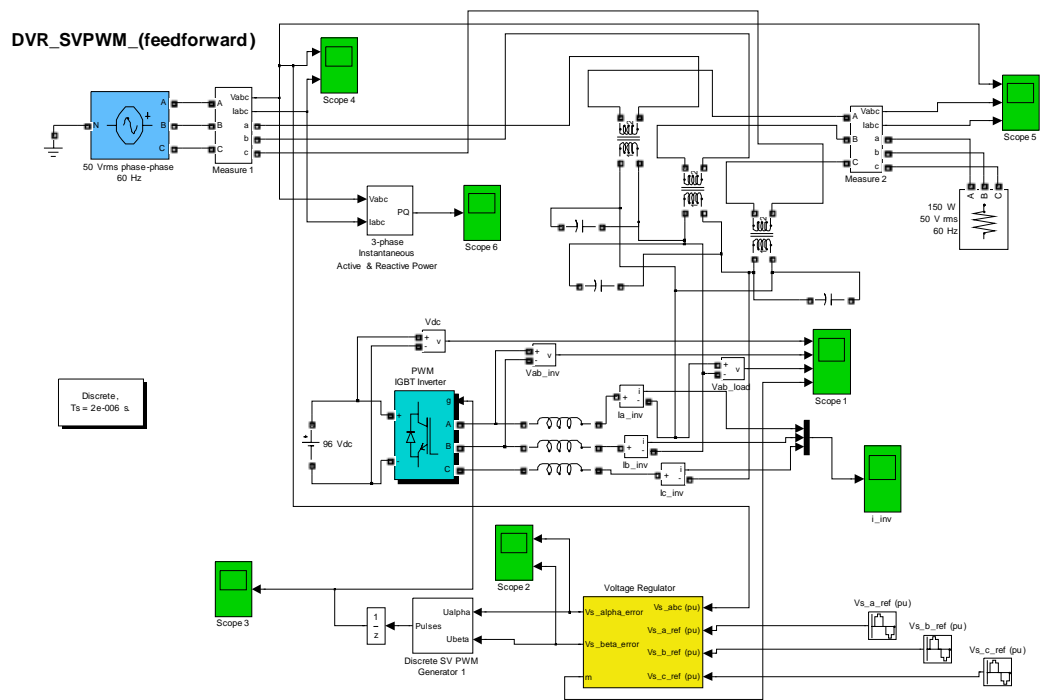 DVR_SVPWM_(feedforward)
Scope 4
N
A
B
C
50 Vrms phase-phase
60 Hz
A
B
C
Vabc
Iabc
a
b
c
Measure 1
Vabc
Iabc
PQ
3-phase
Instantaneous
Active & Reactive Power
Scope 6
A
B
C
Vabc
Iabc
a
b
c
Measure 2
Scope 5
A B C
150 W
50 V rms
60 Hz
Vdc
+
-
v
+
-
v
Vab_inv
+
-
v
Vab_load
Scope 1
Discrete,
Ts = 2e-006 s.
96 Vdc
PWM
IGBT Inverter
g
+
-
A
B
C
+
i
-
Ia_inv
+
i
-
Ib_inv
+
i
-
Ic_inv
i_inv
Scope 3
Scope 2
1
z
Pulses
Ualpha
Ubeta
Discrete SV PWM
Generator 1
Voltage Regulator
Vs_alpha_error
Vs_beta_error
m
Vs_abc (pu)
Vs_a_ref (pu)
Vs_b_ref (pu)
Vs_c_ref (pu)
Vs_a_ref (pu)
Vs_b_ref (pu)
Vs_c_ref (pu)